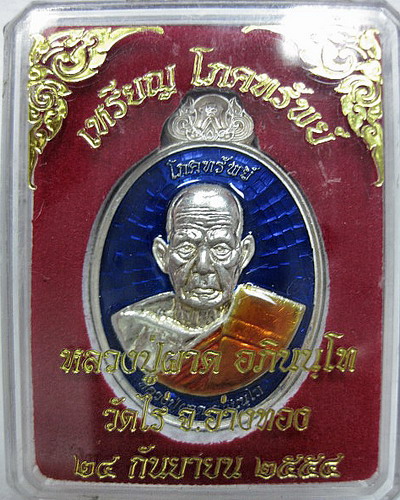 เหรียญ โภคทรัพย์
โภคทรัพย์
หลวงปู่ผาด อภินนฺโท
วัดไร่ จ.อ่างทอง
๒๔ กันยายน ๒๕๕๔